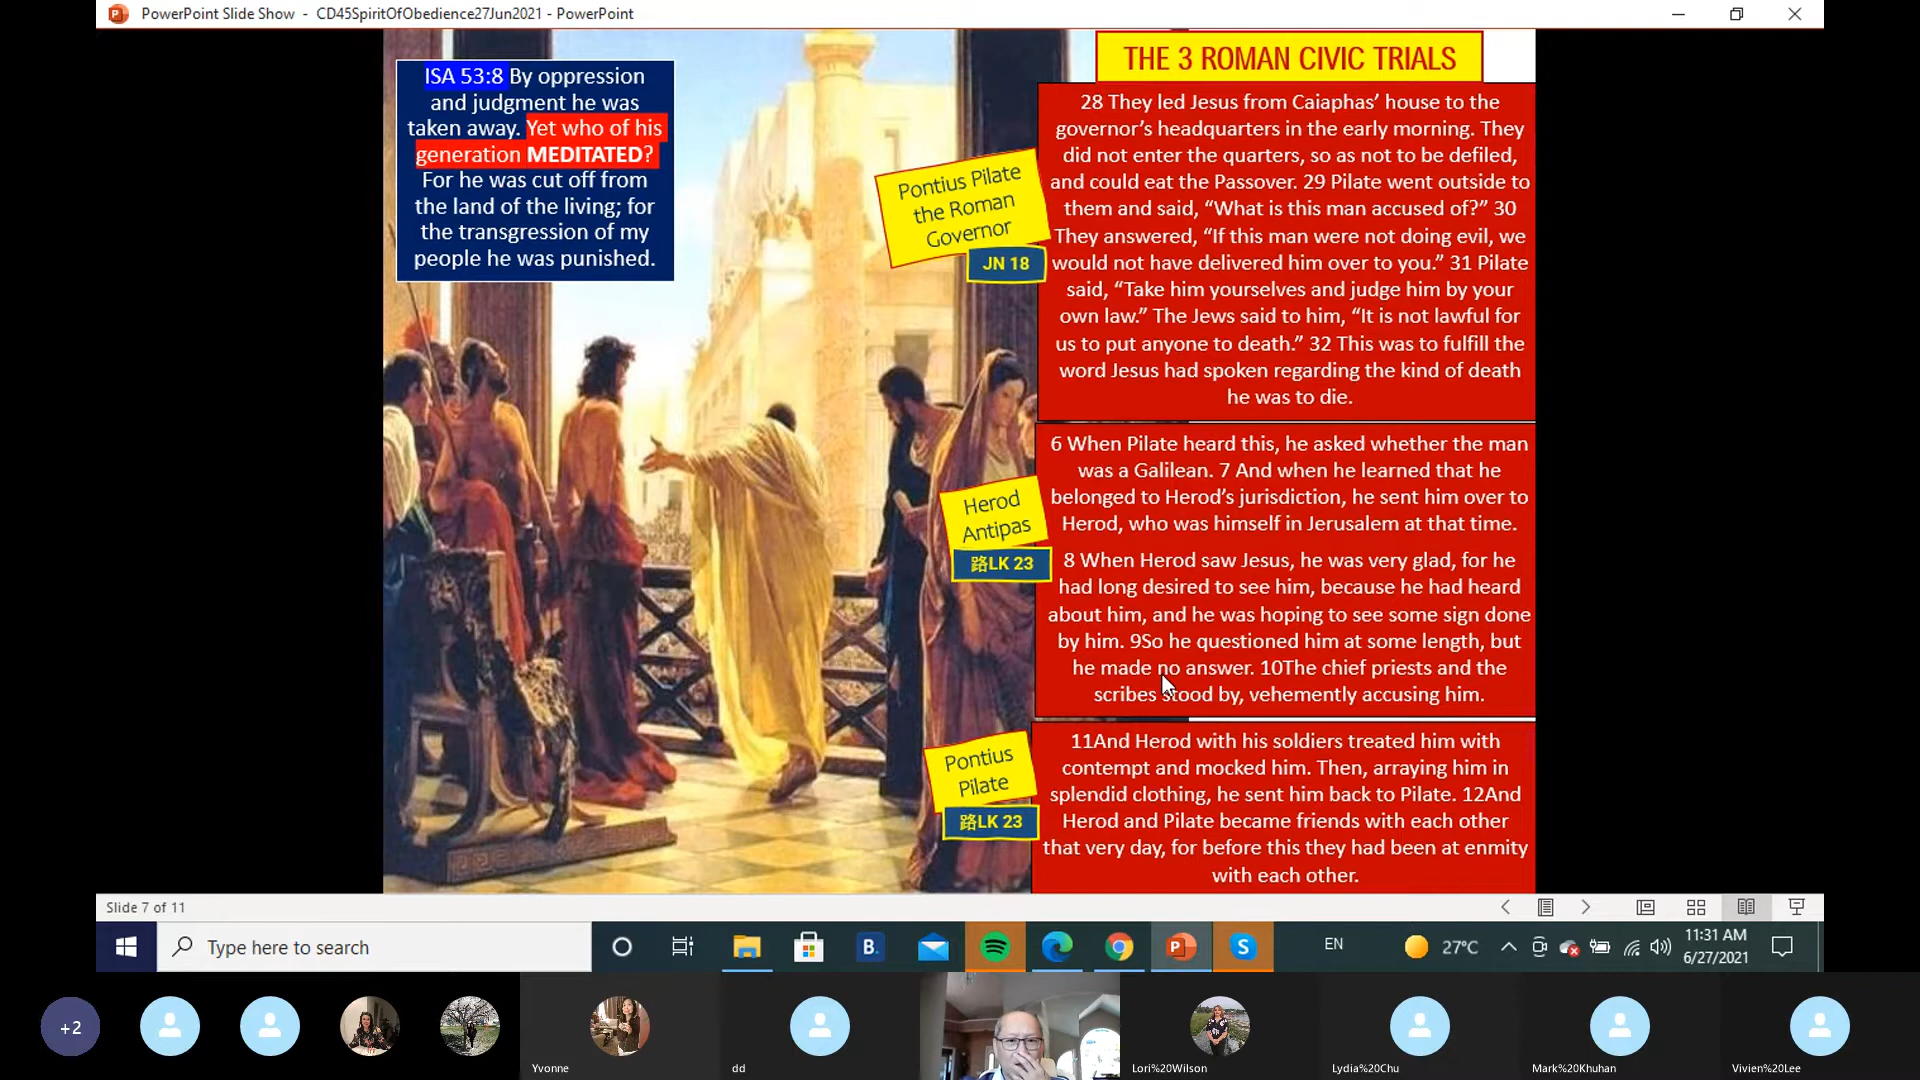 PowerPoint Slide Show - CD45SpiritOfObedience27Jun2021 - PowerPoint
ISA 53:8 By oppression
and judgment he was
taken away. Yet who of his
generation MEDITATED?
For he was cut off from
the land of the living; for
the transgression of my
people he was punished.
THE 3 ROMAN CIVIC TRIALS
Pontius Pilate
the Roman
Governor
JN 18
28 They led Jesus from Caiaphas’ house to the
governor’s headquarters in the early morning. They
did not enter the quarters, so as not to be defiled,
and could eat the Passover. 29 Pilate went outside to
them and said, “What is this man accused of?” 30
They answered, “If this man were not doing evil, we
would not have delivered him over to you.” 31 Pilate
said, “Take him yourselves and judge him by your
own law.” The Jews said to him, “It is not lawful for
us to put anyone to death.” 32 This was to fulfill the
word Jesus had spoken regarding the kind of death
he was to die.
Herod
Antipas
路LK 23
6 When Pilate heard this, he asked whether the man
was a Galilean. 7 And when he learned that he
belonged to Herod’s jurisdiction, he sent him over to
Herod, who was himself in Jerusalem at that time.
8 When Herod saw Jesus, he was very glad, for he
had long desired to see him, because he had heard
about him, and he was hoping to see some sign done
by him. 9So he questioned him at some length, but
he made no answer. 10The chief priests and the
scribes stood by, vehemently accusing him.
Pontius
Pilate
路LK 23
11And Herod with his soldiers treated him with
contempt and mocked him. Then, arraying him in
splendid clothing, he sent him back to Pilate. 12And
Herod and Pilate became friends with each other
that very day, for before this they had been at enmity
with each other.
Slide 7 of 11
Type here to search
B.
EN
27°C
11:31 AM
6/27/2021
+2
Yvonne
dd
Lori%20Wilson
Lydia%20Chu
Mark%20Khuhan
Vivien%20Lee